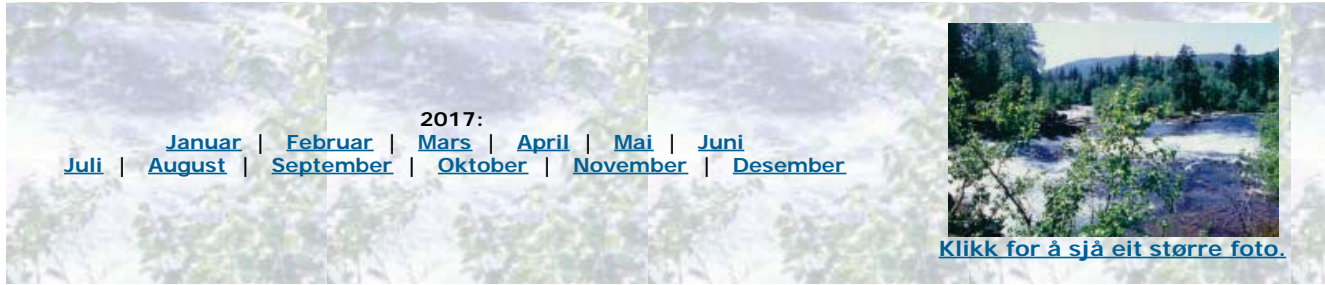 2017:
Januar | Februar | Mars | April | Mai | Juni
Juli | August | September | Oktober | November | Desember
Klikk for å sjå eit større foto.